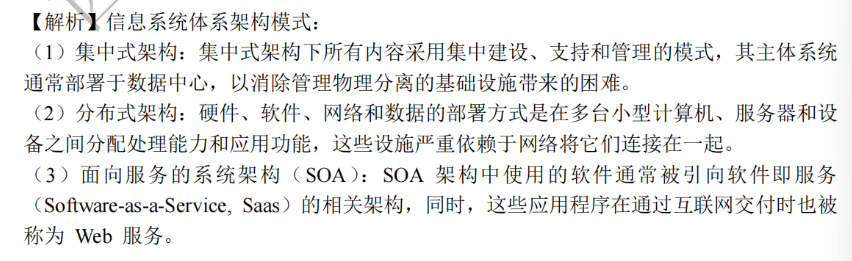 【解析】信息系统体系架构模式：
（1）集中式架构：集中式架构下所有内容采用集中建设、支持和管理的模式，其主体系统
通常部署于数据中心，以消除管理物理分离的基础设施带来的困难。
（2）分布式架构：硬件、软件、网络和数据的部署方式是在多台小型计算机、服务器和设
备之间分配处理能力和应用功能，这些设施严重依赖于网络将它们连接在一起。
（3）面向服务的系统架构（SOA）：SOA 架构中使用的软件通常被引向软件即服务
（Software-as-a-Service, Saas）的相关架构，同时，这些应用程序在通过互联网交付时也被
称为 Web 服务。